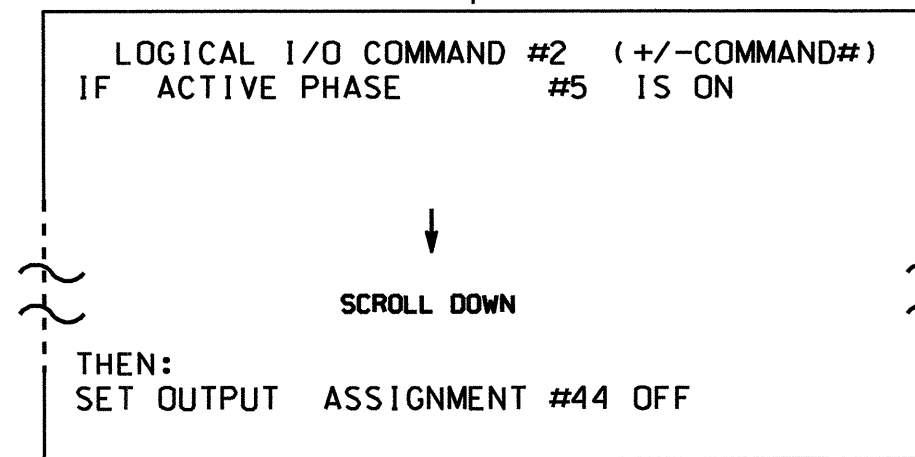 LOGICAL I/O COMMAND #2 (+/-COMMAND#)
IF ACTIVE PHASE #5 IS ON
SCROLL DOWN
THEN:
SET OUTPUT ASSIGNMENT #44 OFF